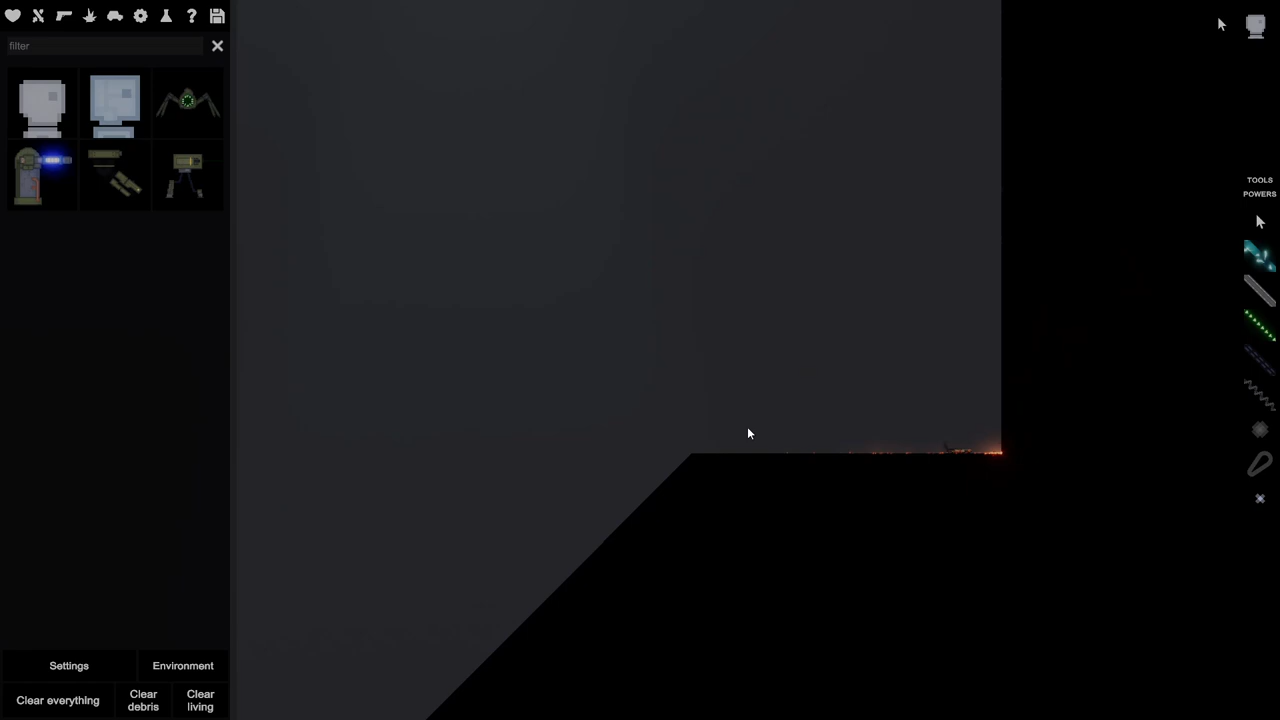 filter
TOOLS
POWERS
Settings
Environment
Clear everything
Clear
debris
Clear
living